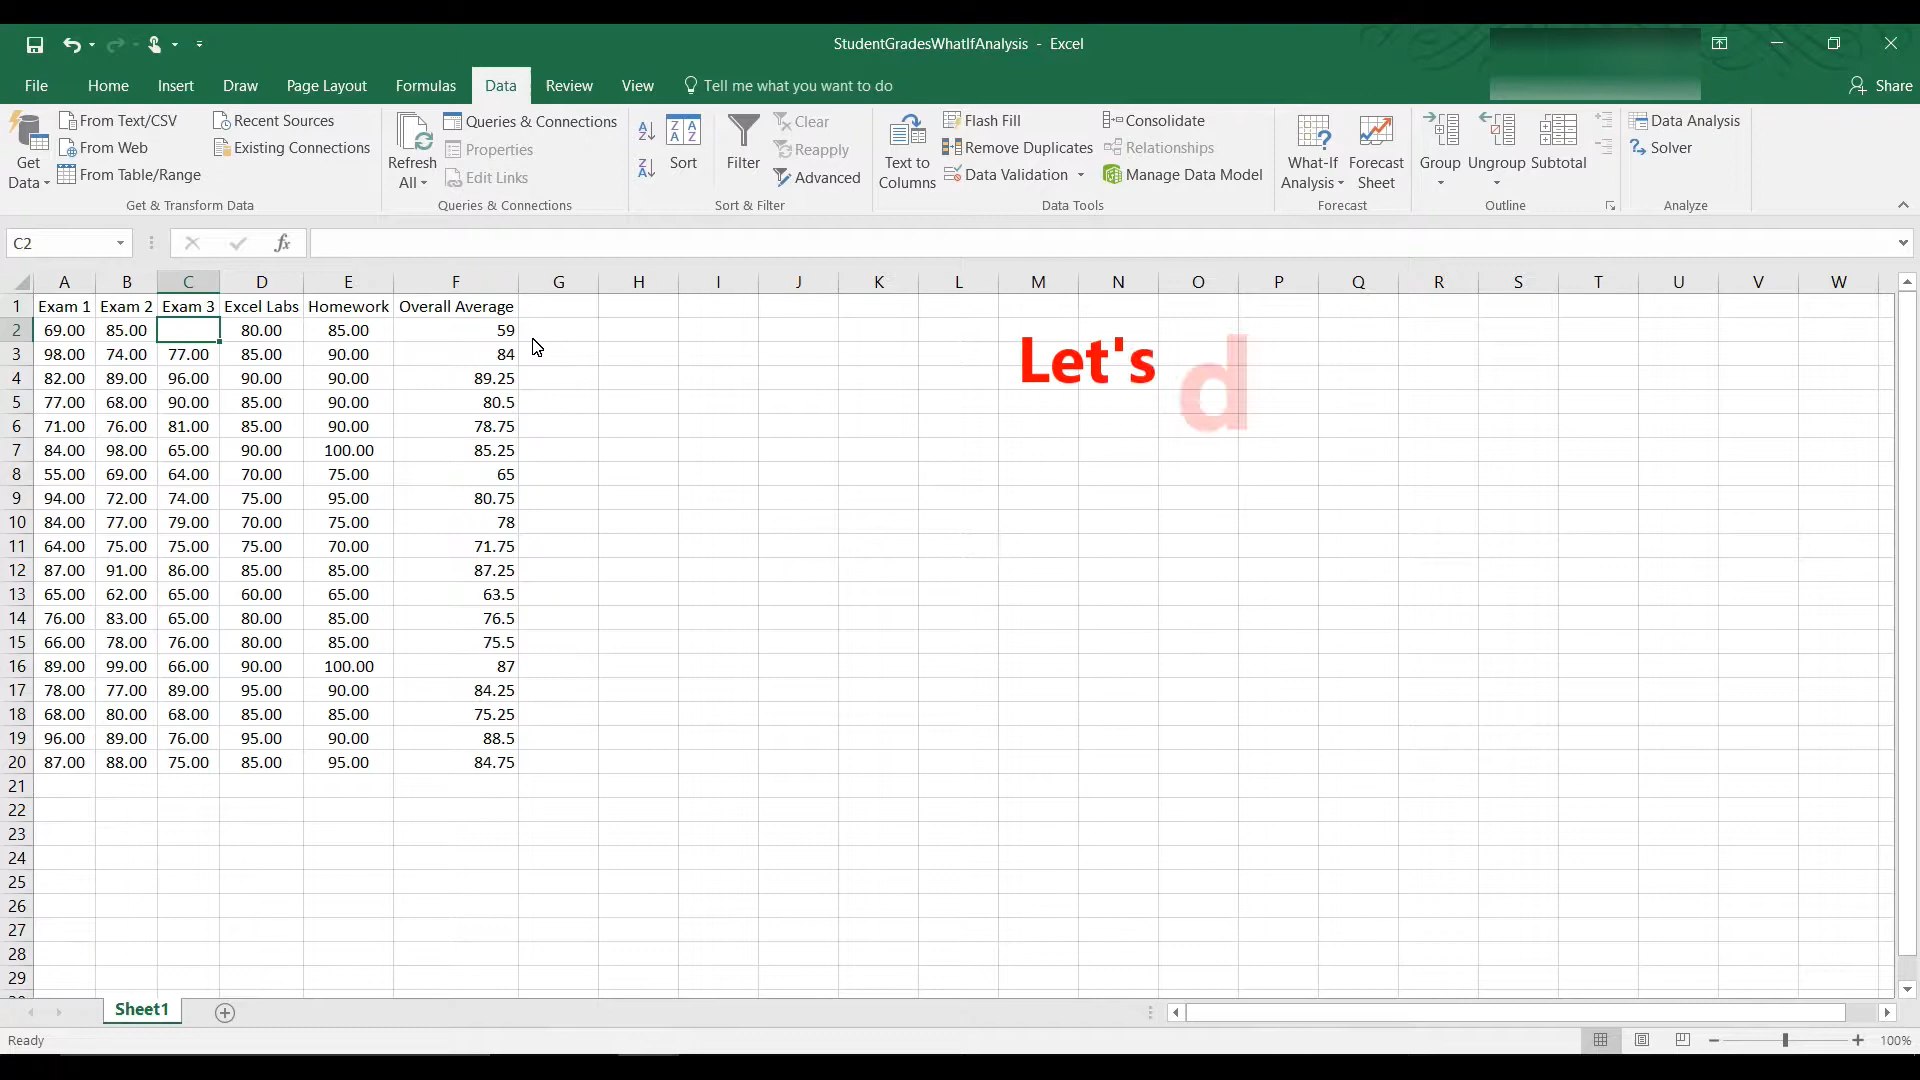 StudentGradesWhatIfAnalysis - Excel
File Home Insert Draw Page Layout Formulas Data Review View Tell me what you want to do Share
Get Data
From Text/CSV
From Web
From Table/Range
Recent Sources
Existing Connections
Get & Transform Data
Refresh All
Queries & Connections
Properties
Edit Links
Queries & Connections
Sort
Filter
Clear
Reapply
Advanced
Sort & Filter
Text to Columns
Flash Fill
Remove Duplicates
Data Validation
Consolidate
Relationships
Manage Data Model
Data Tools
What-If Analysis
Forecast Sheet
Forecast
Group
Ungroup
Subtotal
Outline
Data Analysis
Solver
Analyze
C2 fx
A B C D E F G H I J K L M N O P Q R S T U V W
1 Exam 1 Exam 2 Exam 3 Excel Labs Homework Overall Average
2 69.00 85.00 80.00 85.00 59
3 98.00 74.00 77.00 85.00 90.00 84
4 82.00 89.00 96.00 90.00 90.00 89.25
5 77.00 68.00 90.00 85.00 90.00 80.5
6 71.00 76.00 81.00 85.00 90.00 78.75
7 84.00 98.00 65.00 90.00 100.00 85.25
8 55.00 69.00 64.00 70.00 75.00 65
9 94.00 72.00 74.00 75.00 95.00 80.75
10 84.00 77.00 79.00 70.00 75.00 78
11 64.00 75.00 75.00 75.00 70.00 71.75
12 87.00 91.00 86.00 85.00 85.00 87.25
13 65.00 62.00 65.00 60.00 65.00 63.5
14 76.00 83.00 65.00 80.00 85.00 76.5
15 66.00 78.00 76.00 80.00 85.00 75.5
16 89.00 99.00 66.00 90.00 100.00 87
17 78.00 77.00 89.00 95.00 90.00 84.25
18 68.00 80.00 68.00 85.00 85.00 75.25
19 96.00 89.00 76.00 95.00 90.00 88.5
20 87.00 88.00 75.00 85.00 95.00 84.75
21
22
23
24
25
26
27
28
29
Let's d
Sheet1
Ready
100%